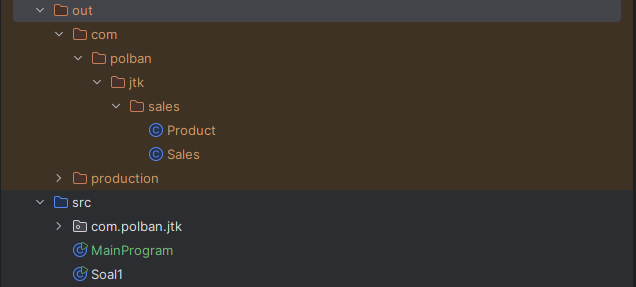 out
com
polban
jtk
sales
Product
Sales
production
src
com.polban.jtk
MainProgram
Soal1